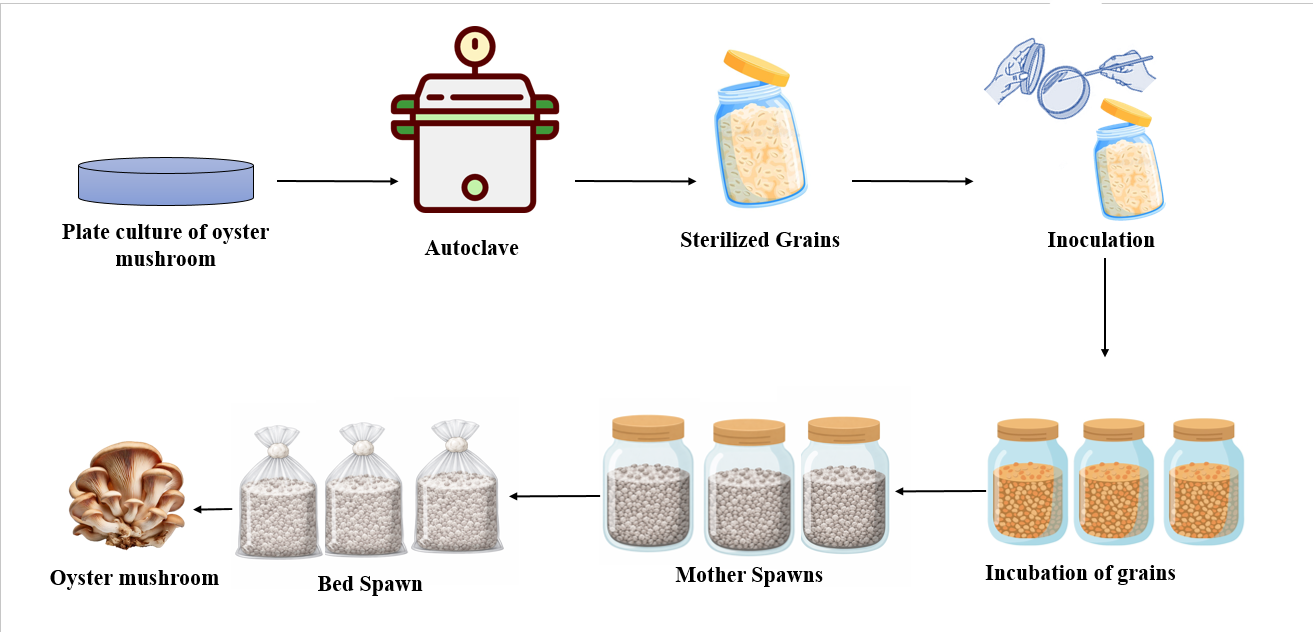 Plate culture of oyster
mushroom
Autoclave
Sterilized Grains
Inoculation
Oyster mushroom
Bed Spawn
Mother Spawns
Incubation of grains